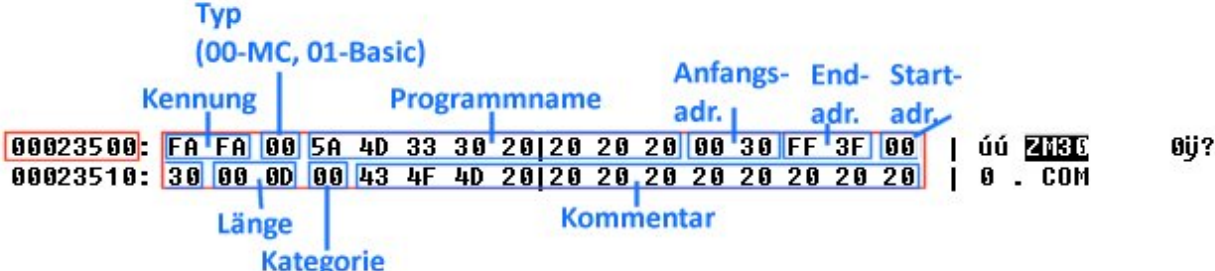 Typ
(00-MC, 01-Basic)
Anfangs- End- Start-
Kennung Programmname adr. adr. adr.
00023500: FA FA 00 5A 4D 33 30 20|20 20 20 00 30 FF 3F 00 | úú ZM30 0ÿ?
00023510: 30 00 0D 00 43 4F 4D 20|20 20 20 20 20 20 20 20 | 0 . COM
Länge Kommentar
Kategorie